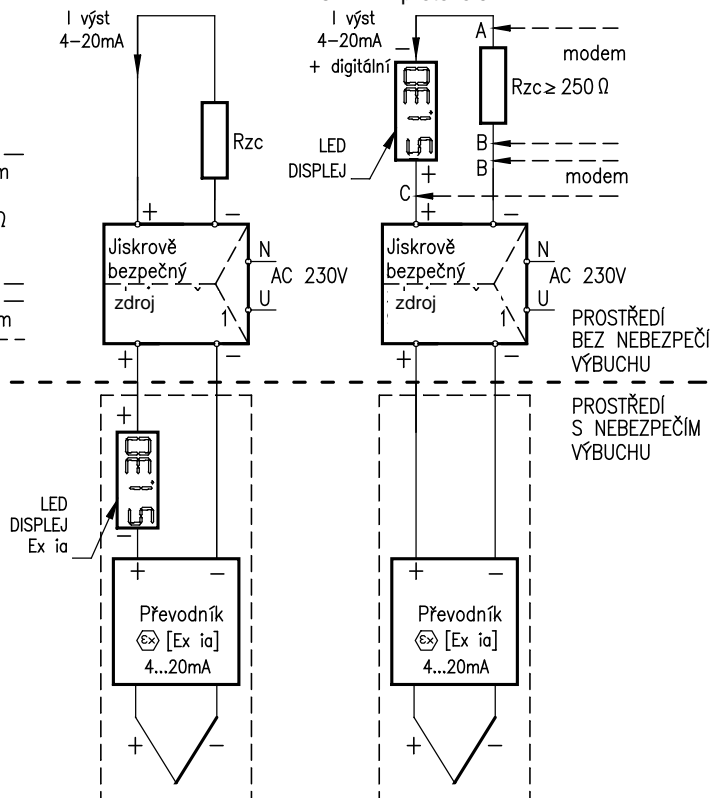 I výst
4–20mA
Rzc
+
–
Jiskrově
bezpečný
zdroj
1
N
AC 230V
U
+
–
+
LED
DISPLEJ
Ex ia
–
+
–
Převodník
Ex [Ex ia]
4...20mA
+
–
I výst
4–20mA
+ digitální
–
A
modem
Rzc ≥ 250 Ω
LED
DISPLEJ
B
B
+
modem
C
+
–
Jiskrově
bezpečný
zdroj
1
N
AC 230V
U
+
–
PROSTŘEDÍ
BEZ NEBEZPEČÍ
VÝBUCHU
PROSTŘEDÍ
S NEBEZPEČÍM
VÝBUCHU
+
–
Převodník
Ex [Ex ia]
4...20mA
+
–
m
Ω
m